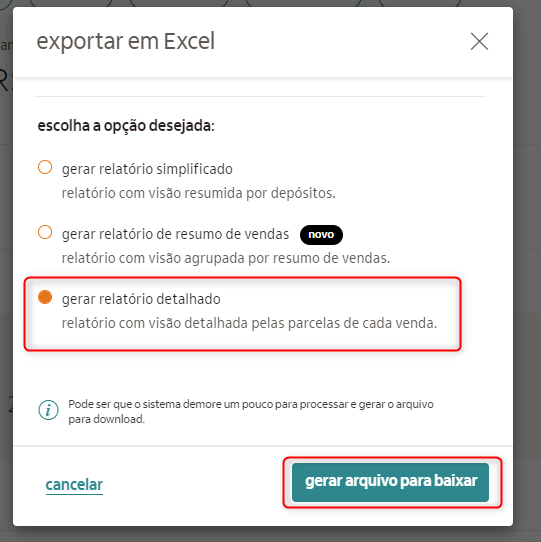 exportar em Excel
escolha a opção desejada:
gerar relatório simplificado
relatório com visão resumida por depósitos.
gerar relatório de resumo de vendas novo
relatório com visão agrupada por resumo de vendas.
gerar relatório detalhado
relatório com visão detalhada pelas parcelas de cada venda.
Pode ser que o sistema demore um pouco para processar e gerar o arquivo
para download.
cancelar
gerar arquivo para baixar